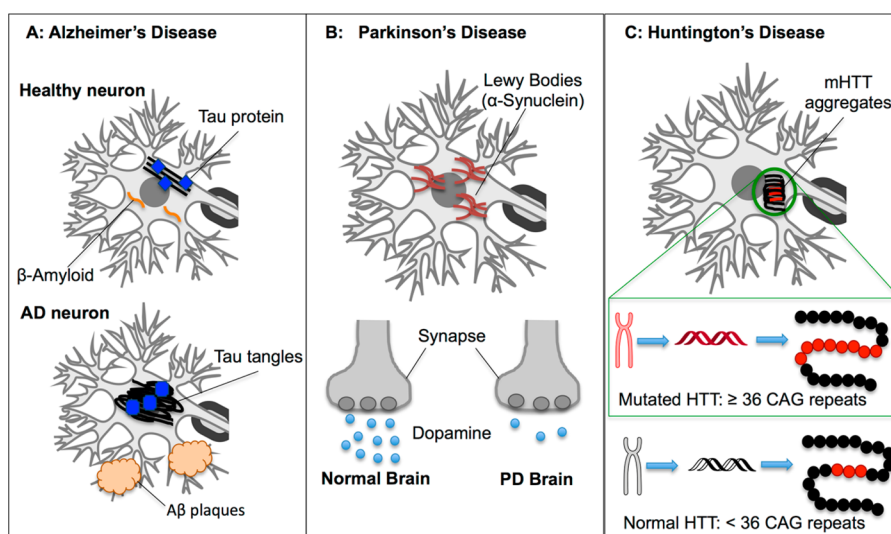 A: Alzheimer's Disease
Healthy neuron
Tau protein
β-Amyloid
AD neuron
Tau tangles
Aβ plaques
B: Parkinson's Disease
Lewy Bodies
(α-Synuclein)
Synapse
Dopamine
Normal Brain
PD Brain
C: Huntington's Disease
mHTT
aggregates
Mutated HTT: ≥ 36 CAG repeats
Normal HTT: < 36 CAG repeats